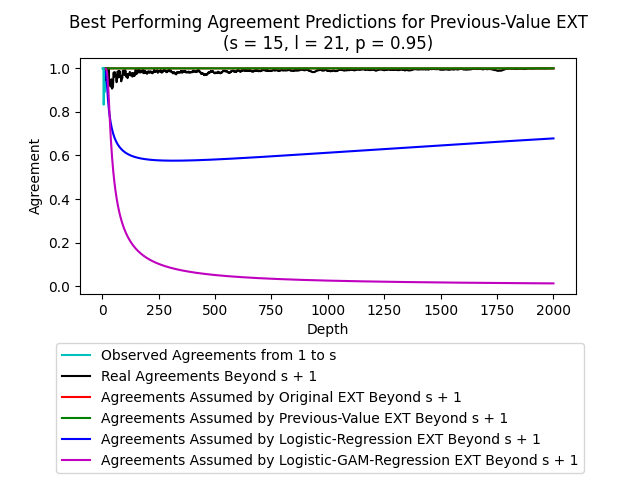 Best Performing Agreement Predictions for Previous-Value EXT
(s = 15, l = 21, p = 0.95)
Agreement
1.0
0.8
0.6
0.4
0.2
0.0
0 250 500 750 1000 1250 1500 1750 2000
Depth
Observed Agreements from 1 to s
Real Agreements Beyond s + 1
Agreements Assumed by Original EXT Beyond s + 1
Agreements Assumed by Previous-Value EXT Beyond s + 1
Agreements Assumed by Logistic-Regression EXT Beyond s + 1
Agreements Assumed by Logistic-GAM-Regression EXT Beyond s + 1